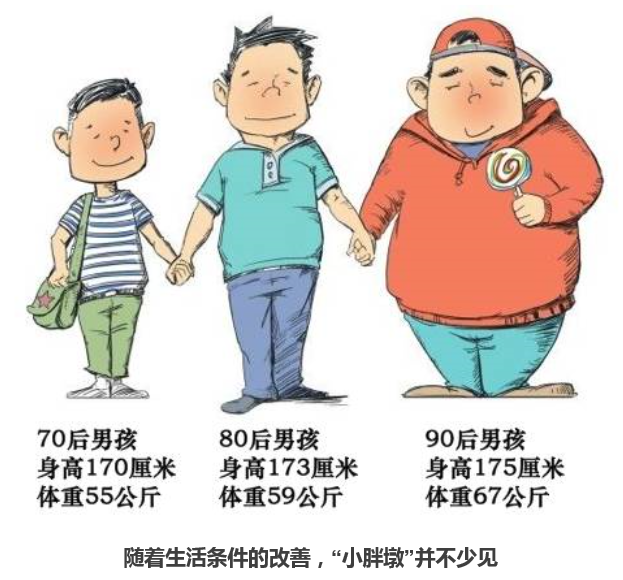 70后男孩
身高170厘米
体重55公斤
80后男孩
身高173厘米
体重59公斤
90后男孩
身高175厘米
体重67公斤
随着生活条件的改善，“小胖墩”并不少见